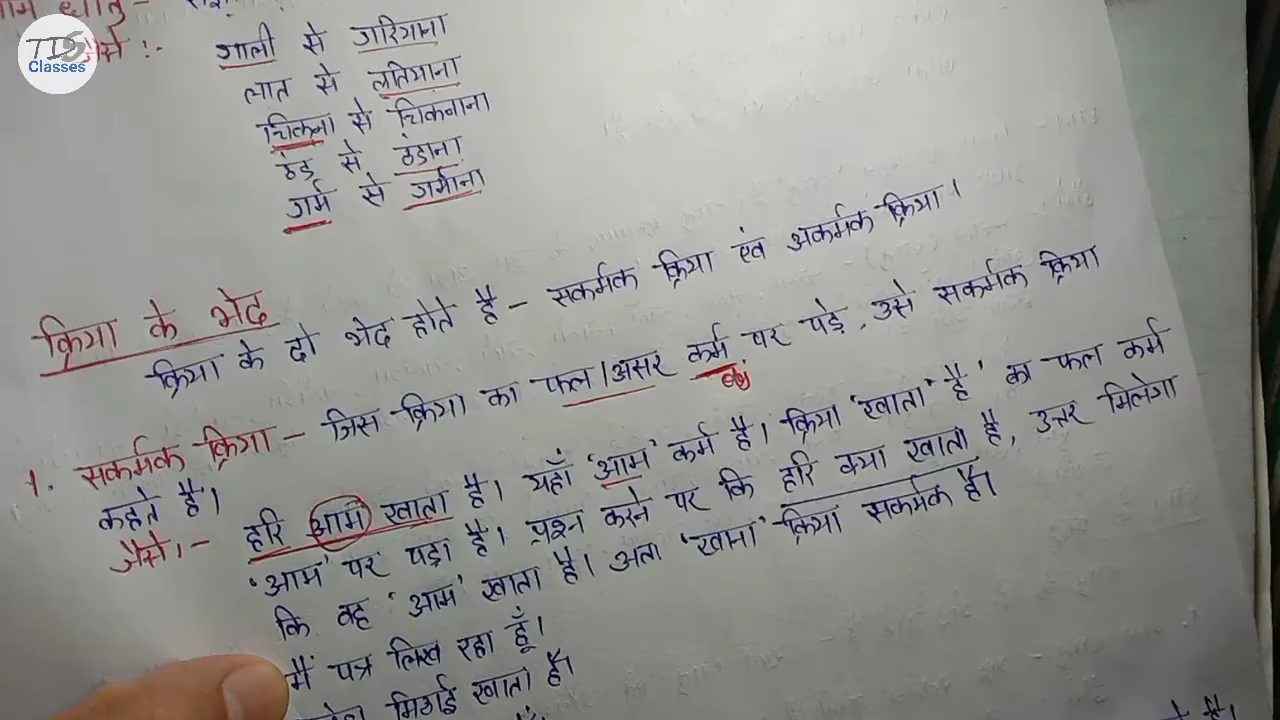 धातु -
TIDS
Classes
जैसे :-
गाली से गरियाना
लात से लतियाना
चिकना से चिकनाना
ठंड से ठंडाना
गर्म से गर्माना
क्रिया के भेद
क्रिया के दो भेद होते है - सकर्मक क्रिया एंव अकर्मक क्रिया।
1. सकर्मक क्रिया - जिस क्रिया का फल/असर कर्म पर पड़े, उसे सकर्मक क्रिया
कहते है।
जैसे।- हरि आम खाता है। यहाँ 'आम' कर्म है। क्रिया 'खाता' है' का फल कर्म
'आम' पर पड़ा है। प्रश्न करने पर कि हरि क्या खाता है, उत्तर मिलेगा
कि वह 'आम' खाता है। अतः 'खाना' क्रिया सकर्मक है।
मैं पत्र लिख रहा हूँ।
मिठाई खाता है।